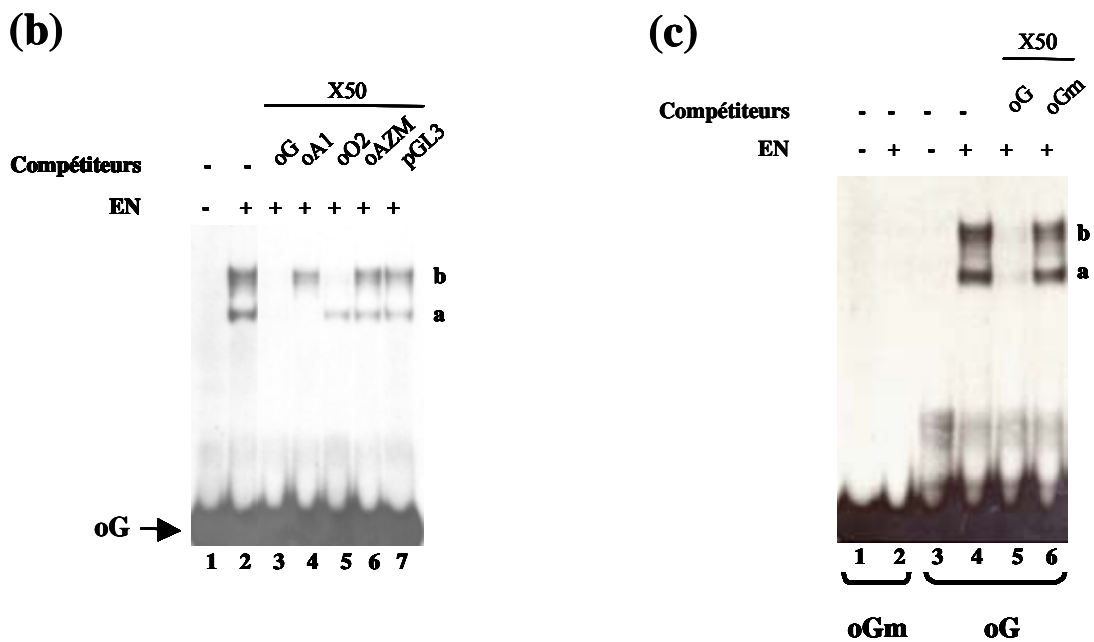 (b)
X50
oG oA1 oO2 oAZM pGL3
Compétiteurs - -
EN - + + + + + +
b
a
oG
1 2 3 4 5 6 7
(c)
X50
oG oGm
Compétiteurs - - - -
EN - + - + + +
b
a
1 2 3 4 5 6
oGm oG